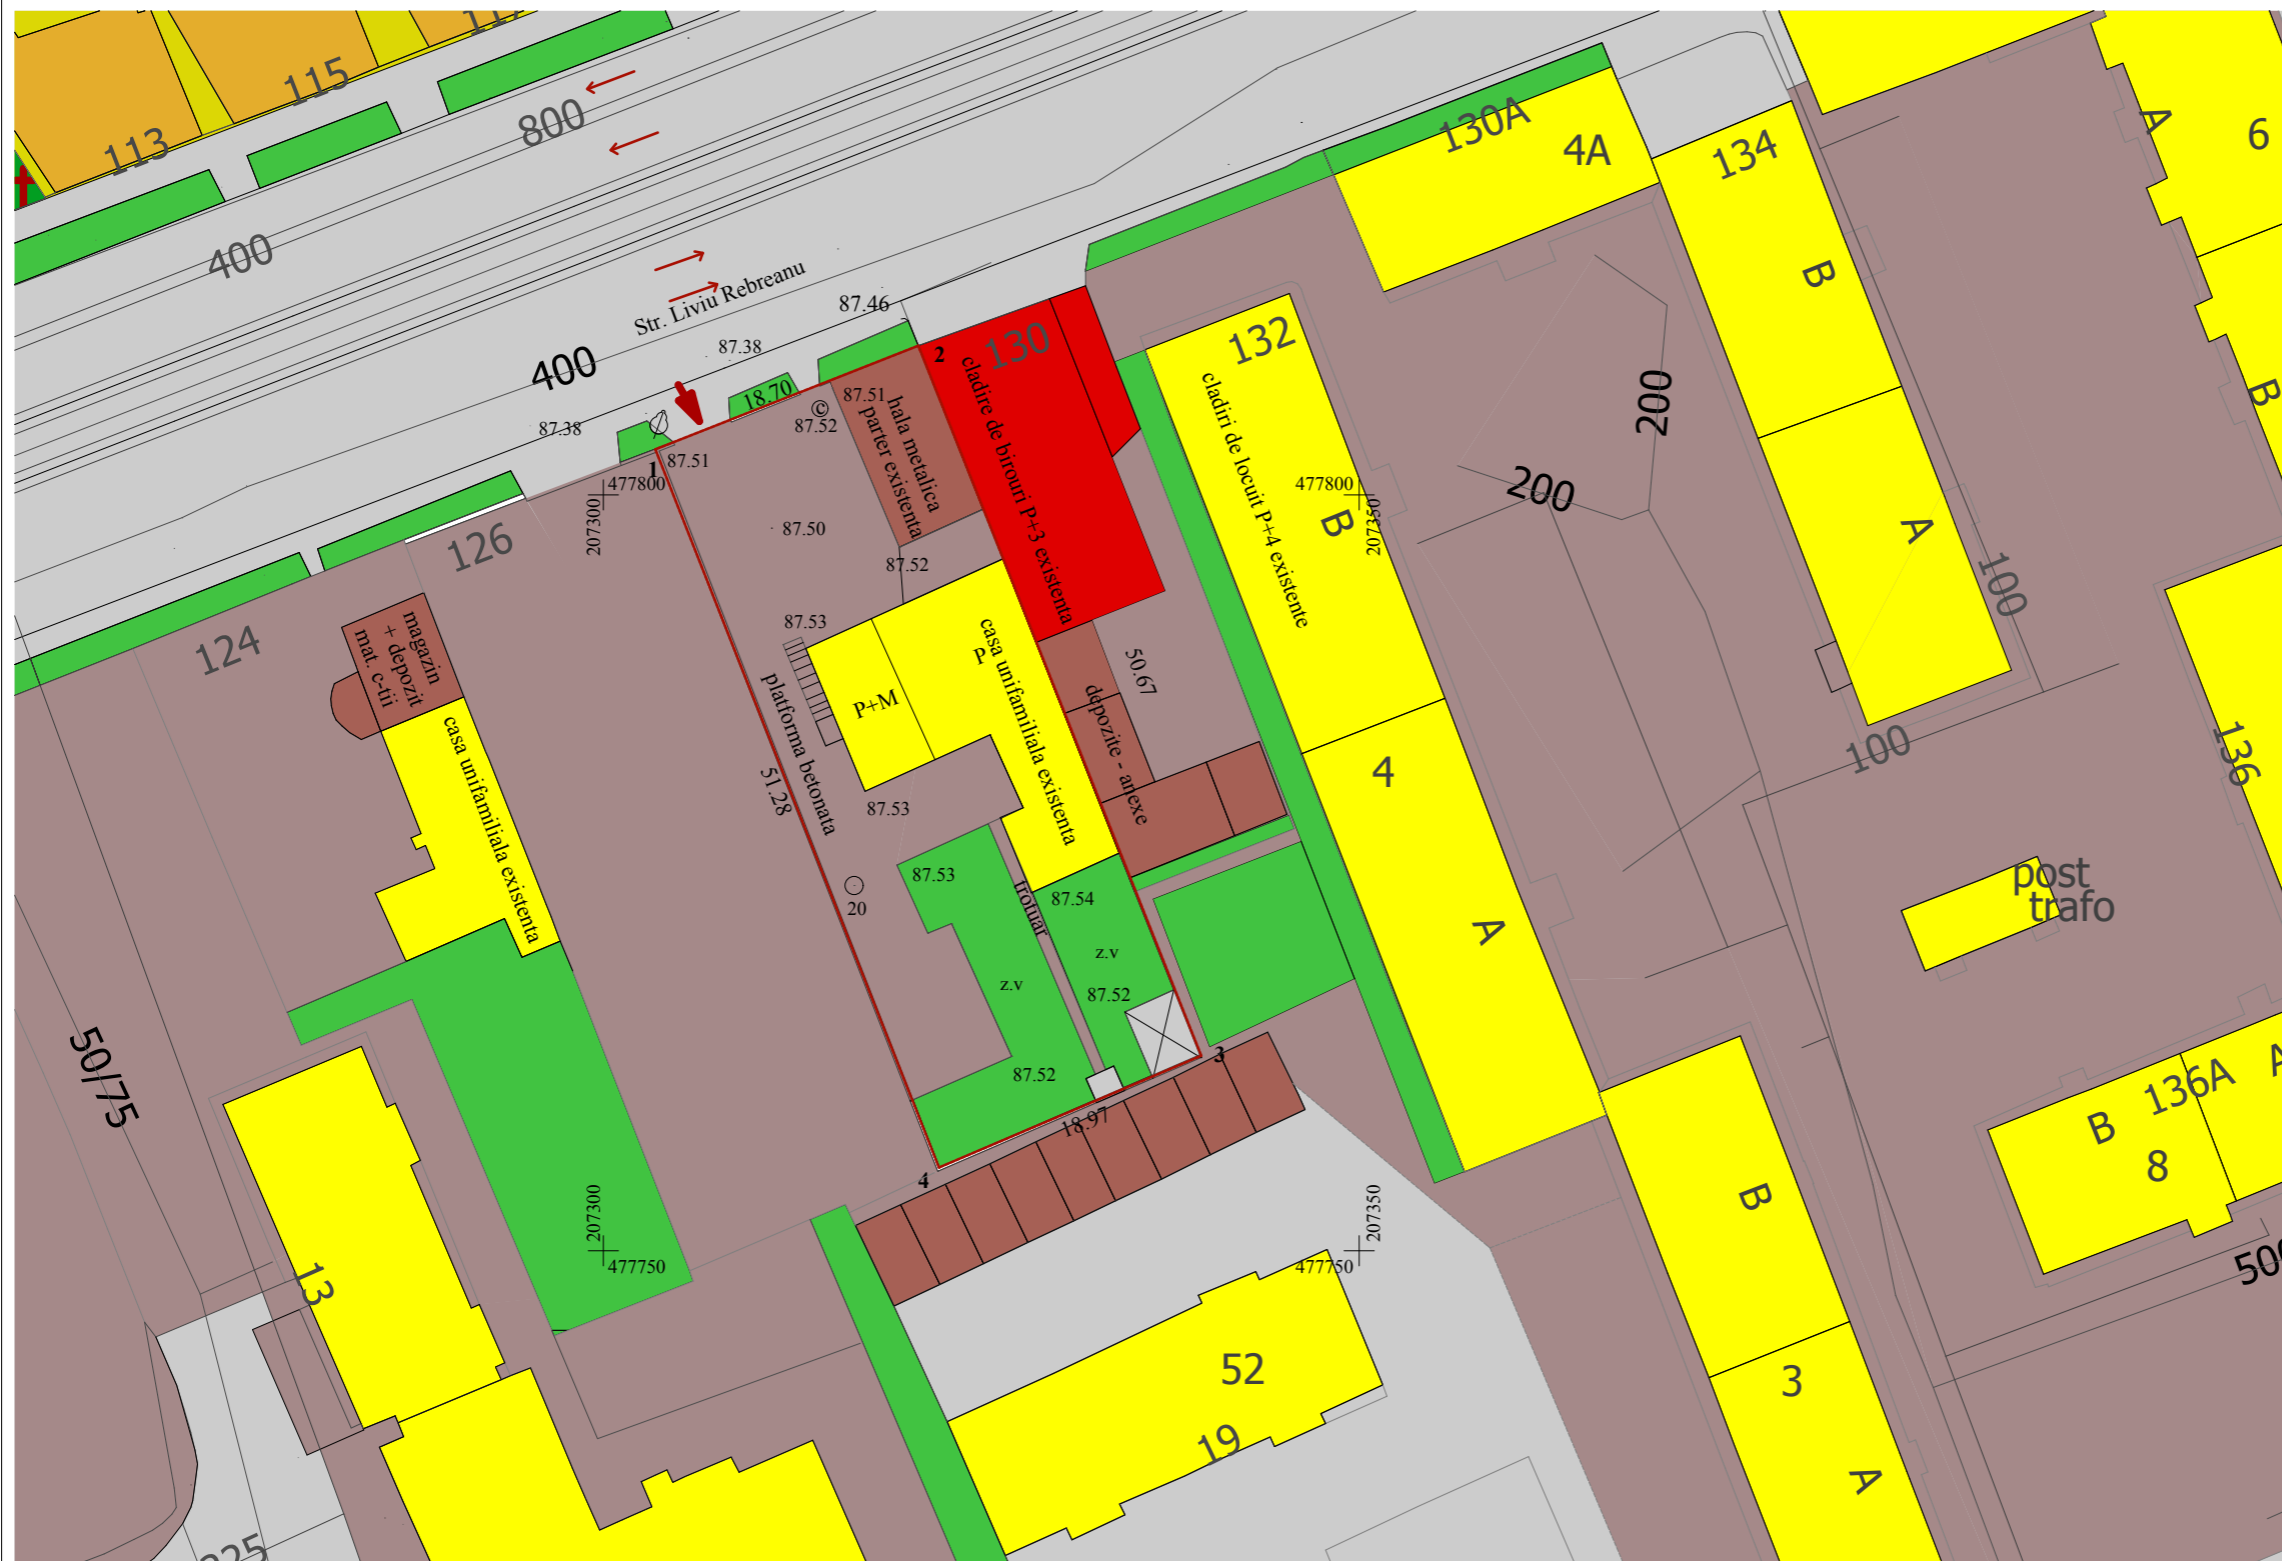 117
115
113
800
400
130A
4A
134
A
6
B
B
Str. Liviu Rebreanu
87.46
87.38
400
87.38
18.70
2
130
132
87.51
87.52
©
hala metalica
parter existenta
cladire de birouri P+3 existenta
cladiri de locuit P+4 existente
200
200
1
87.51
477800
207300
477800
207350
B
A
100
87.50
87.52
126
124
magazin
+ depozit
mat. c-tii
87.53
P+M
P
casa unifamiliala existenta
50.67
depozite - anexe
platforma betonata
51.28
87.53
casa unifamiliala existenta
4
100
136
post
trafo
87.53
20
trotuar
87.54
z.v
z.v
87.52
A
87.52
3
18.97
4
50/75
136A
B
8
A
B
207300
477750
207350
477750
13
500
52
19
3
A